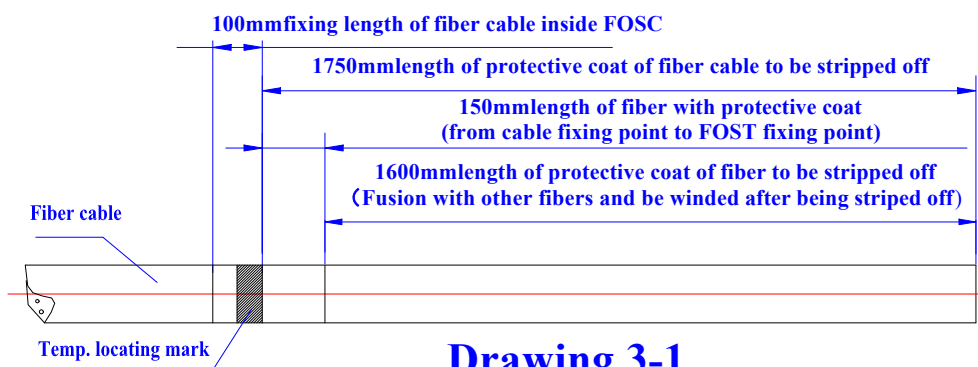 100mmfixing length of fiber cable inside FOSC
1750mmlength of protective coat of fiber cable to be stripped off
150mmlength of fiber with protective coat
(from cable fixing point to FOST fixing point)
1600mmlength of protective coat of fiber to be stripped off
（Fusion with other fibers and be winded after being striped off)
Fiber cable
Temp. locating mark
Drawing 3-1